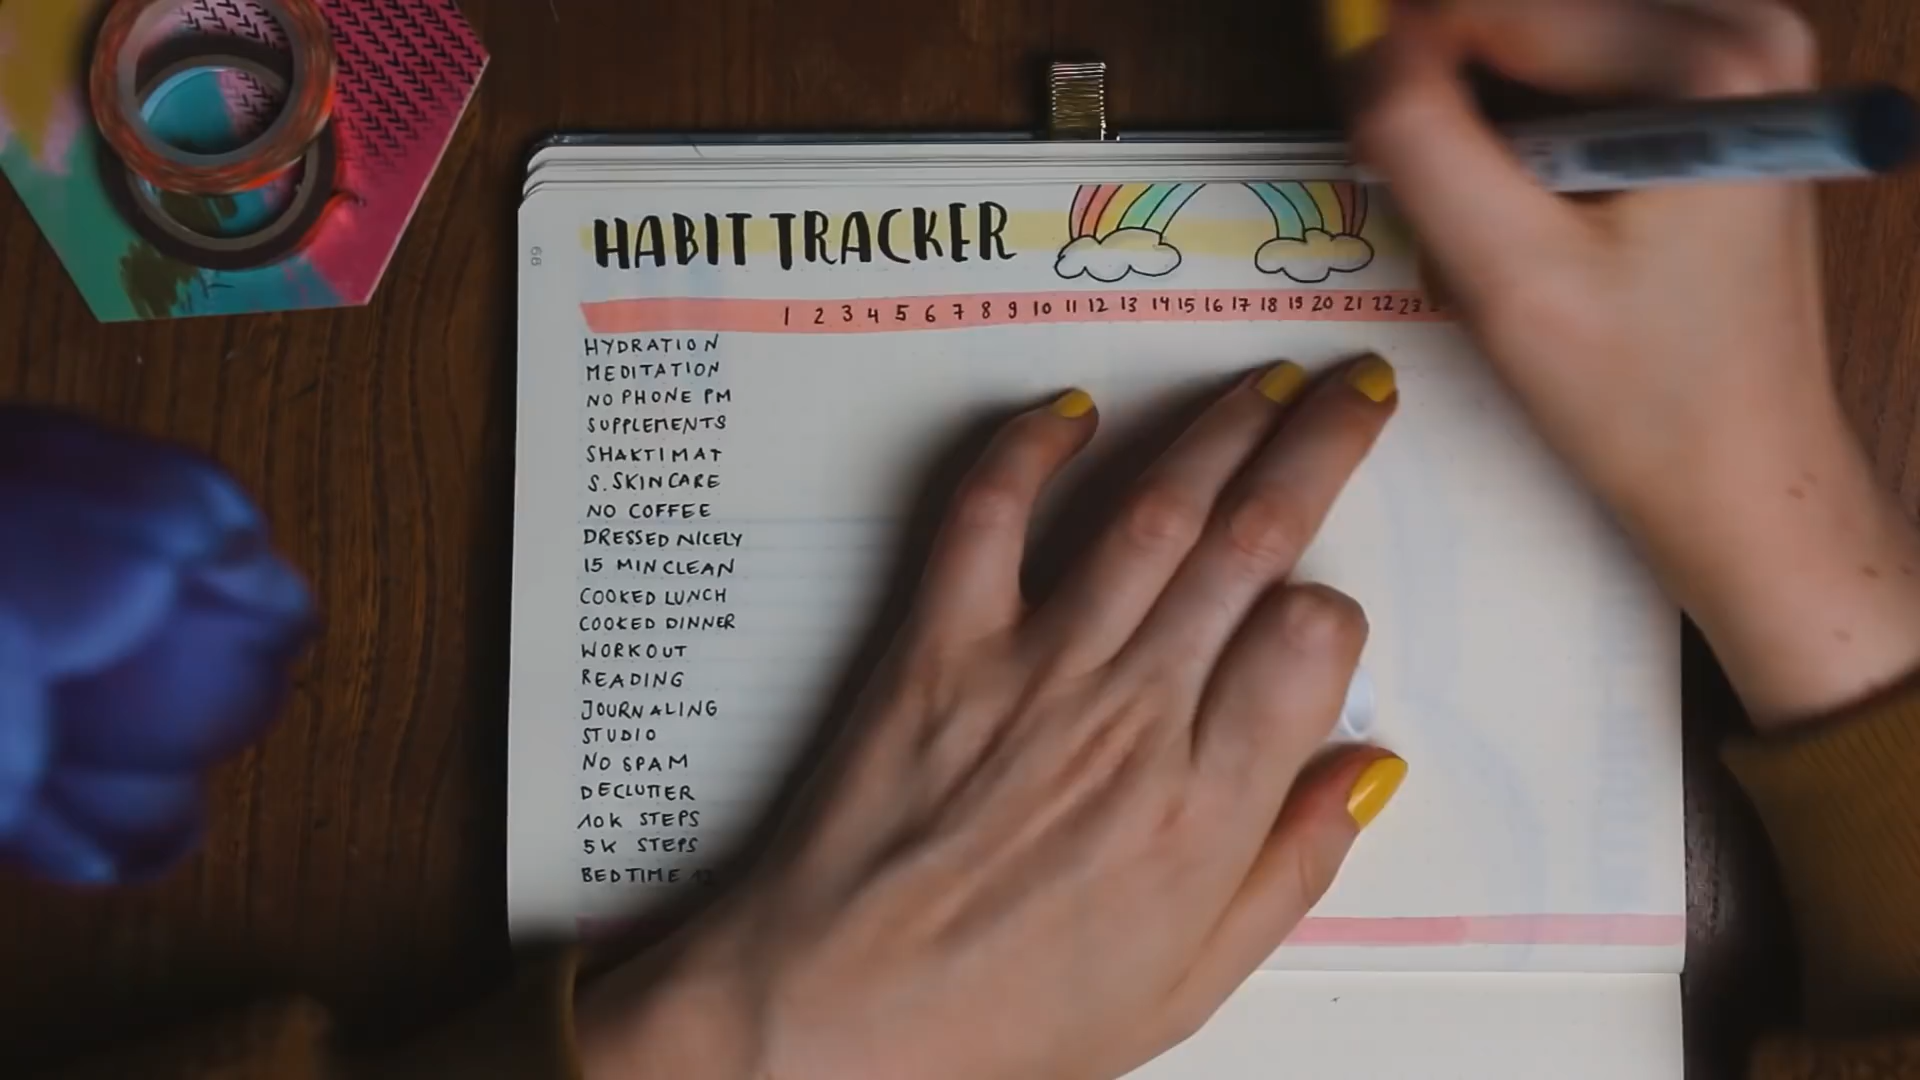 68
HABIT TRACKER
1 2 3 4 5 6 7 8 9 10 11 12 13 14 15 16 17 18 19 20 21 22 23
HYDRATION
MEDITATION
NO PHONE PM
SUPPLEMENTS
SHAKTIMAT
S. SKINCARE
NO COFFEE
DRESSED NICELY
15 MIN CLEAN
COOKED LUNCH
COOKED DINNER
WORKOUT
READING
JOURNALING
STUDIO
NO SPAM
DECLUTTER
10K STEPS
5K STEPS
BEDTIME 12